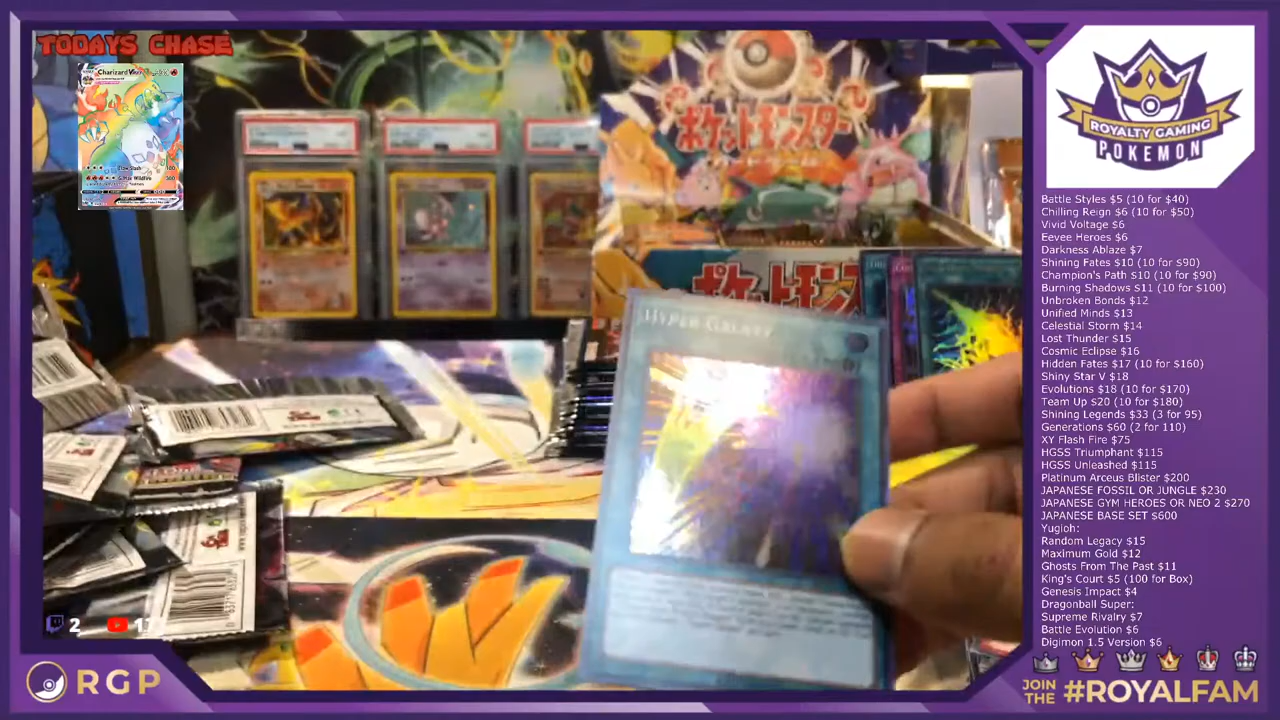 TODAYS CHASE
Charizard
ポケットモンスター
ポケットモンス
HYPER GALAXY
2
RGP
ROYALTY GAMING
POKEMON
Battle Styles $5 (10 for $40)
Chilling Reign $6 (10 for $50)
Vivid Voltage $6
Eevee Heroes $6
Darkness Ablaze $7
Shining Fates $10 (10 for $90)
Champion's Path $10 (10 for $90)
Burning Shadows $11 (10 for $100)
Unbroken Bonds $12
Unified Minds $13
Celestial Storm $14
Lost Thunder $15
Cosmic Eclipse $16
Hidden Fates $17 (10 for $160)
Shiny Star V $18
Evolutions $18 (10 for $170)
Team Up $20 (10 for $180)
Shining Legends $33 (3 for 95)
Generations $60 (2 for 110)
XY Flash Fire $75
HGSS Triumphant $115
HGSS Unleashed $115
Platinum Arceus Blister $200
JAPANESE FOSSIL OR JUNGLE $230
JAPANESE GYM HEROES OR NEO 2 $270
JAPANESE BASE SET $600
Yugioh:
Random Legacy $15
Maximum Gold $12
Ghosts From The Past $11
King's Court $5 (100 for Box)
Genesis Impact $4
Dragonball Super:
Supreme Rivalry $7
Battle Evolution $6
Digimon 1.5 Version $6
JOIN THE #ROYALFAM